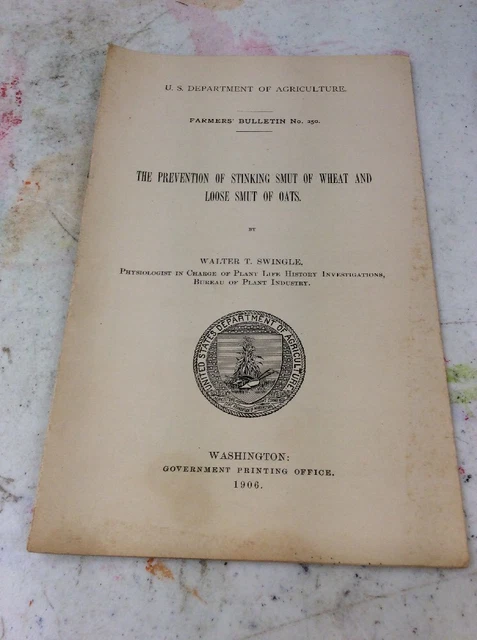 U. S. DEPARTMENT OF AGRICULTURE.
FARMERS' BULLETIN No. 250.
THE PREVENTION OF STINKING SMUT OF WHEAT AND
LOOSE SMUT OF OATS.
BY
WALTER T. SWINGLE,
PHYSIOLOGIST IN CHARGE OF PLANT LIFE HISTORY INVESTIGATIONS,
BUREAU OF PLANT INDUSTRY.
UNITED STATES DEPARTMENT OF AGRICULTURE
WASHINGTON:
GOVERNMENT PRINTING OFFICE.
1906.